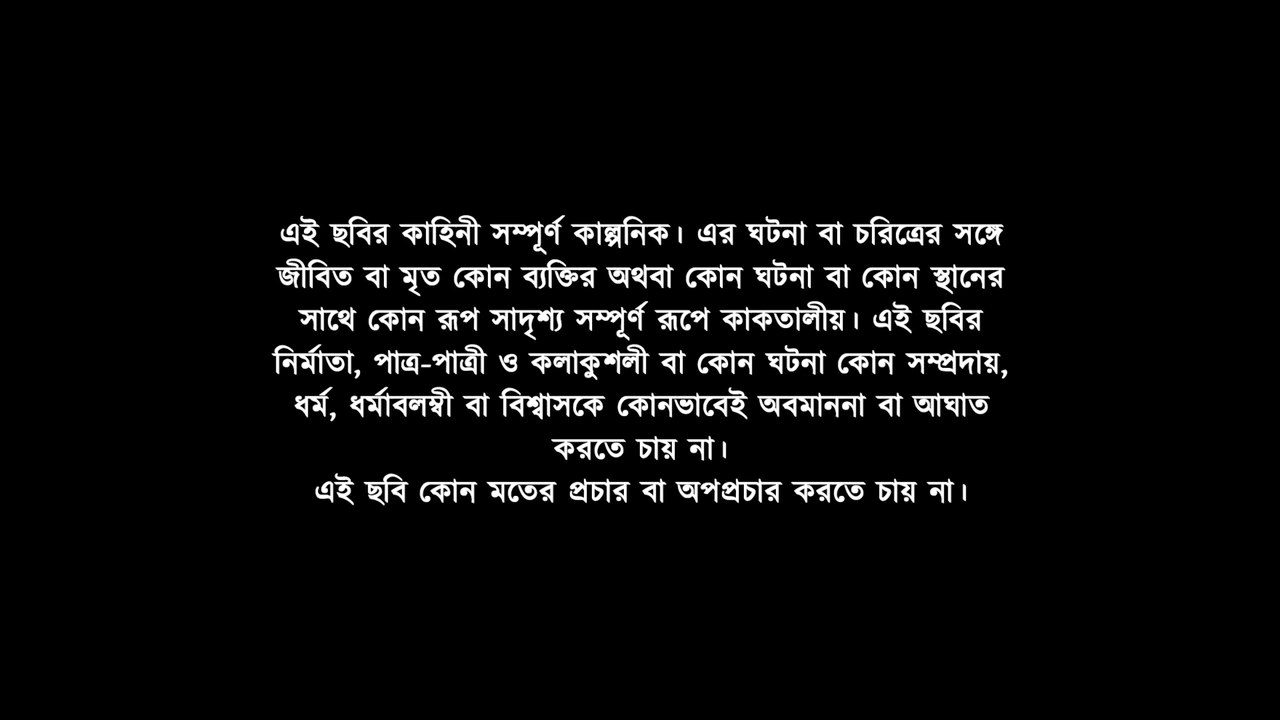 এই ছবির কাহিনী সম্পূর্ণ কাল্পনিক। এর ঘটনা বা চরিত্রের সঙ্গে
জীবিত বা মৃত কোন ব্যক্তির অথবা কোন ঘটনা বা কোন স্থানের
সাথে কোন রূপ সাদৃশ্য সম্পূর্ণ রূপে কাকতালীয়। এই ছবির
নির্মাতা, পাত্র-পাত্রী ও কলাকুশলী বা কোন ঘটনা কোন সম্প্রদায়,
ধর্ম, ধর্মাবলম্বী বা বিশ্বাসকে কোনভাবেই অবমাননা বা আঘাত
করতে চায় না।
এই ছবি কোন মতের প্রচার বা অপপ্রচার করতে চায় না।